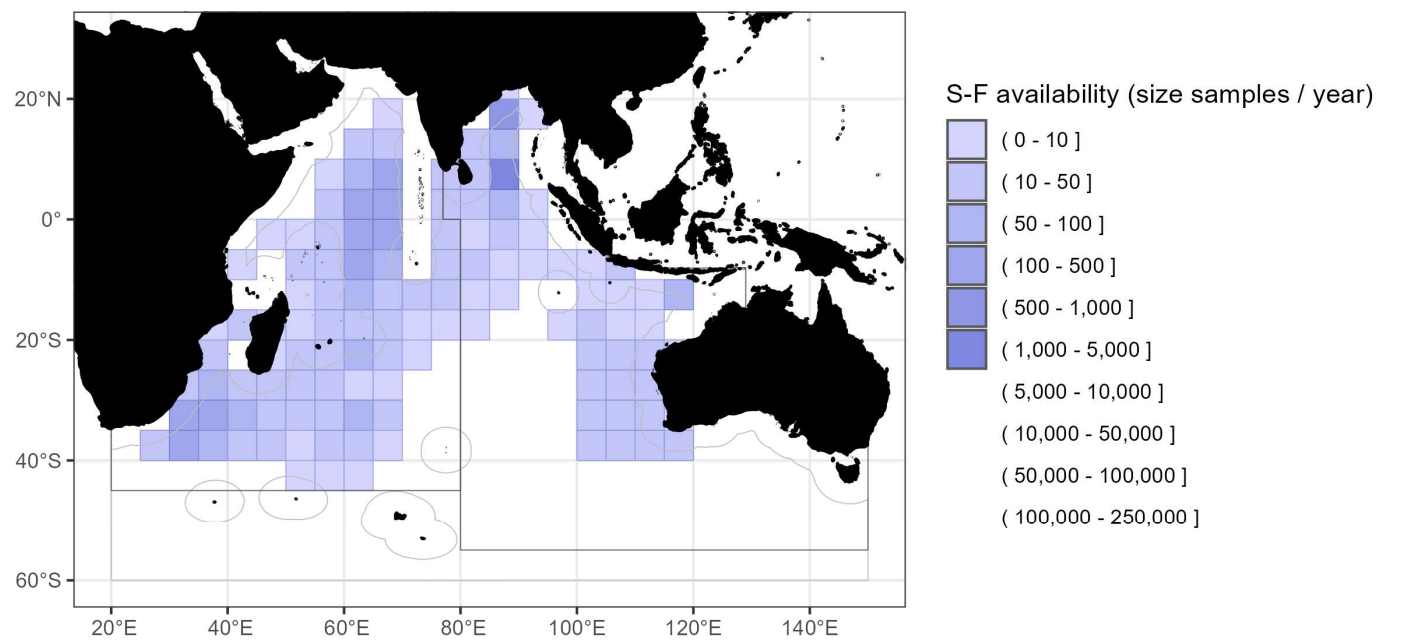 S-F availability (size samples / year)
( 0 - 10 ]
( 10 - 50 ]
( 50 - 100 ]
( 100 - 500 ]
( 500 - 1,000 ]
( 1,000 - 5,000 ]
( 5,000 - 10,000 ]
( 10,000 - 50,000 ]
( 50,000 - 100,000 ]
( 100,000 - 250,000 ]
20°N
0°
20°S
40°S
60°S
20°E 40°E 60°E 80°E 100°E 120°E 140°E